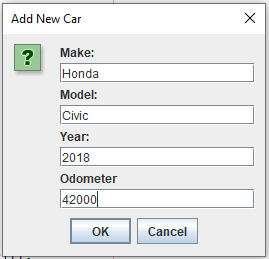 Add New Car
?
Make:
Honda
Model:
Civic
Year:
2018
Odometer
42000
OK Cancel